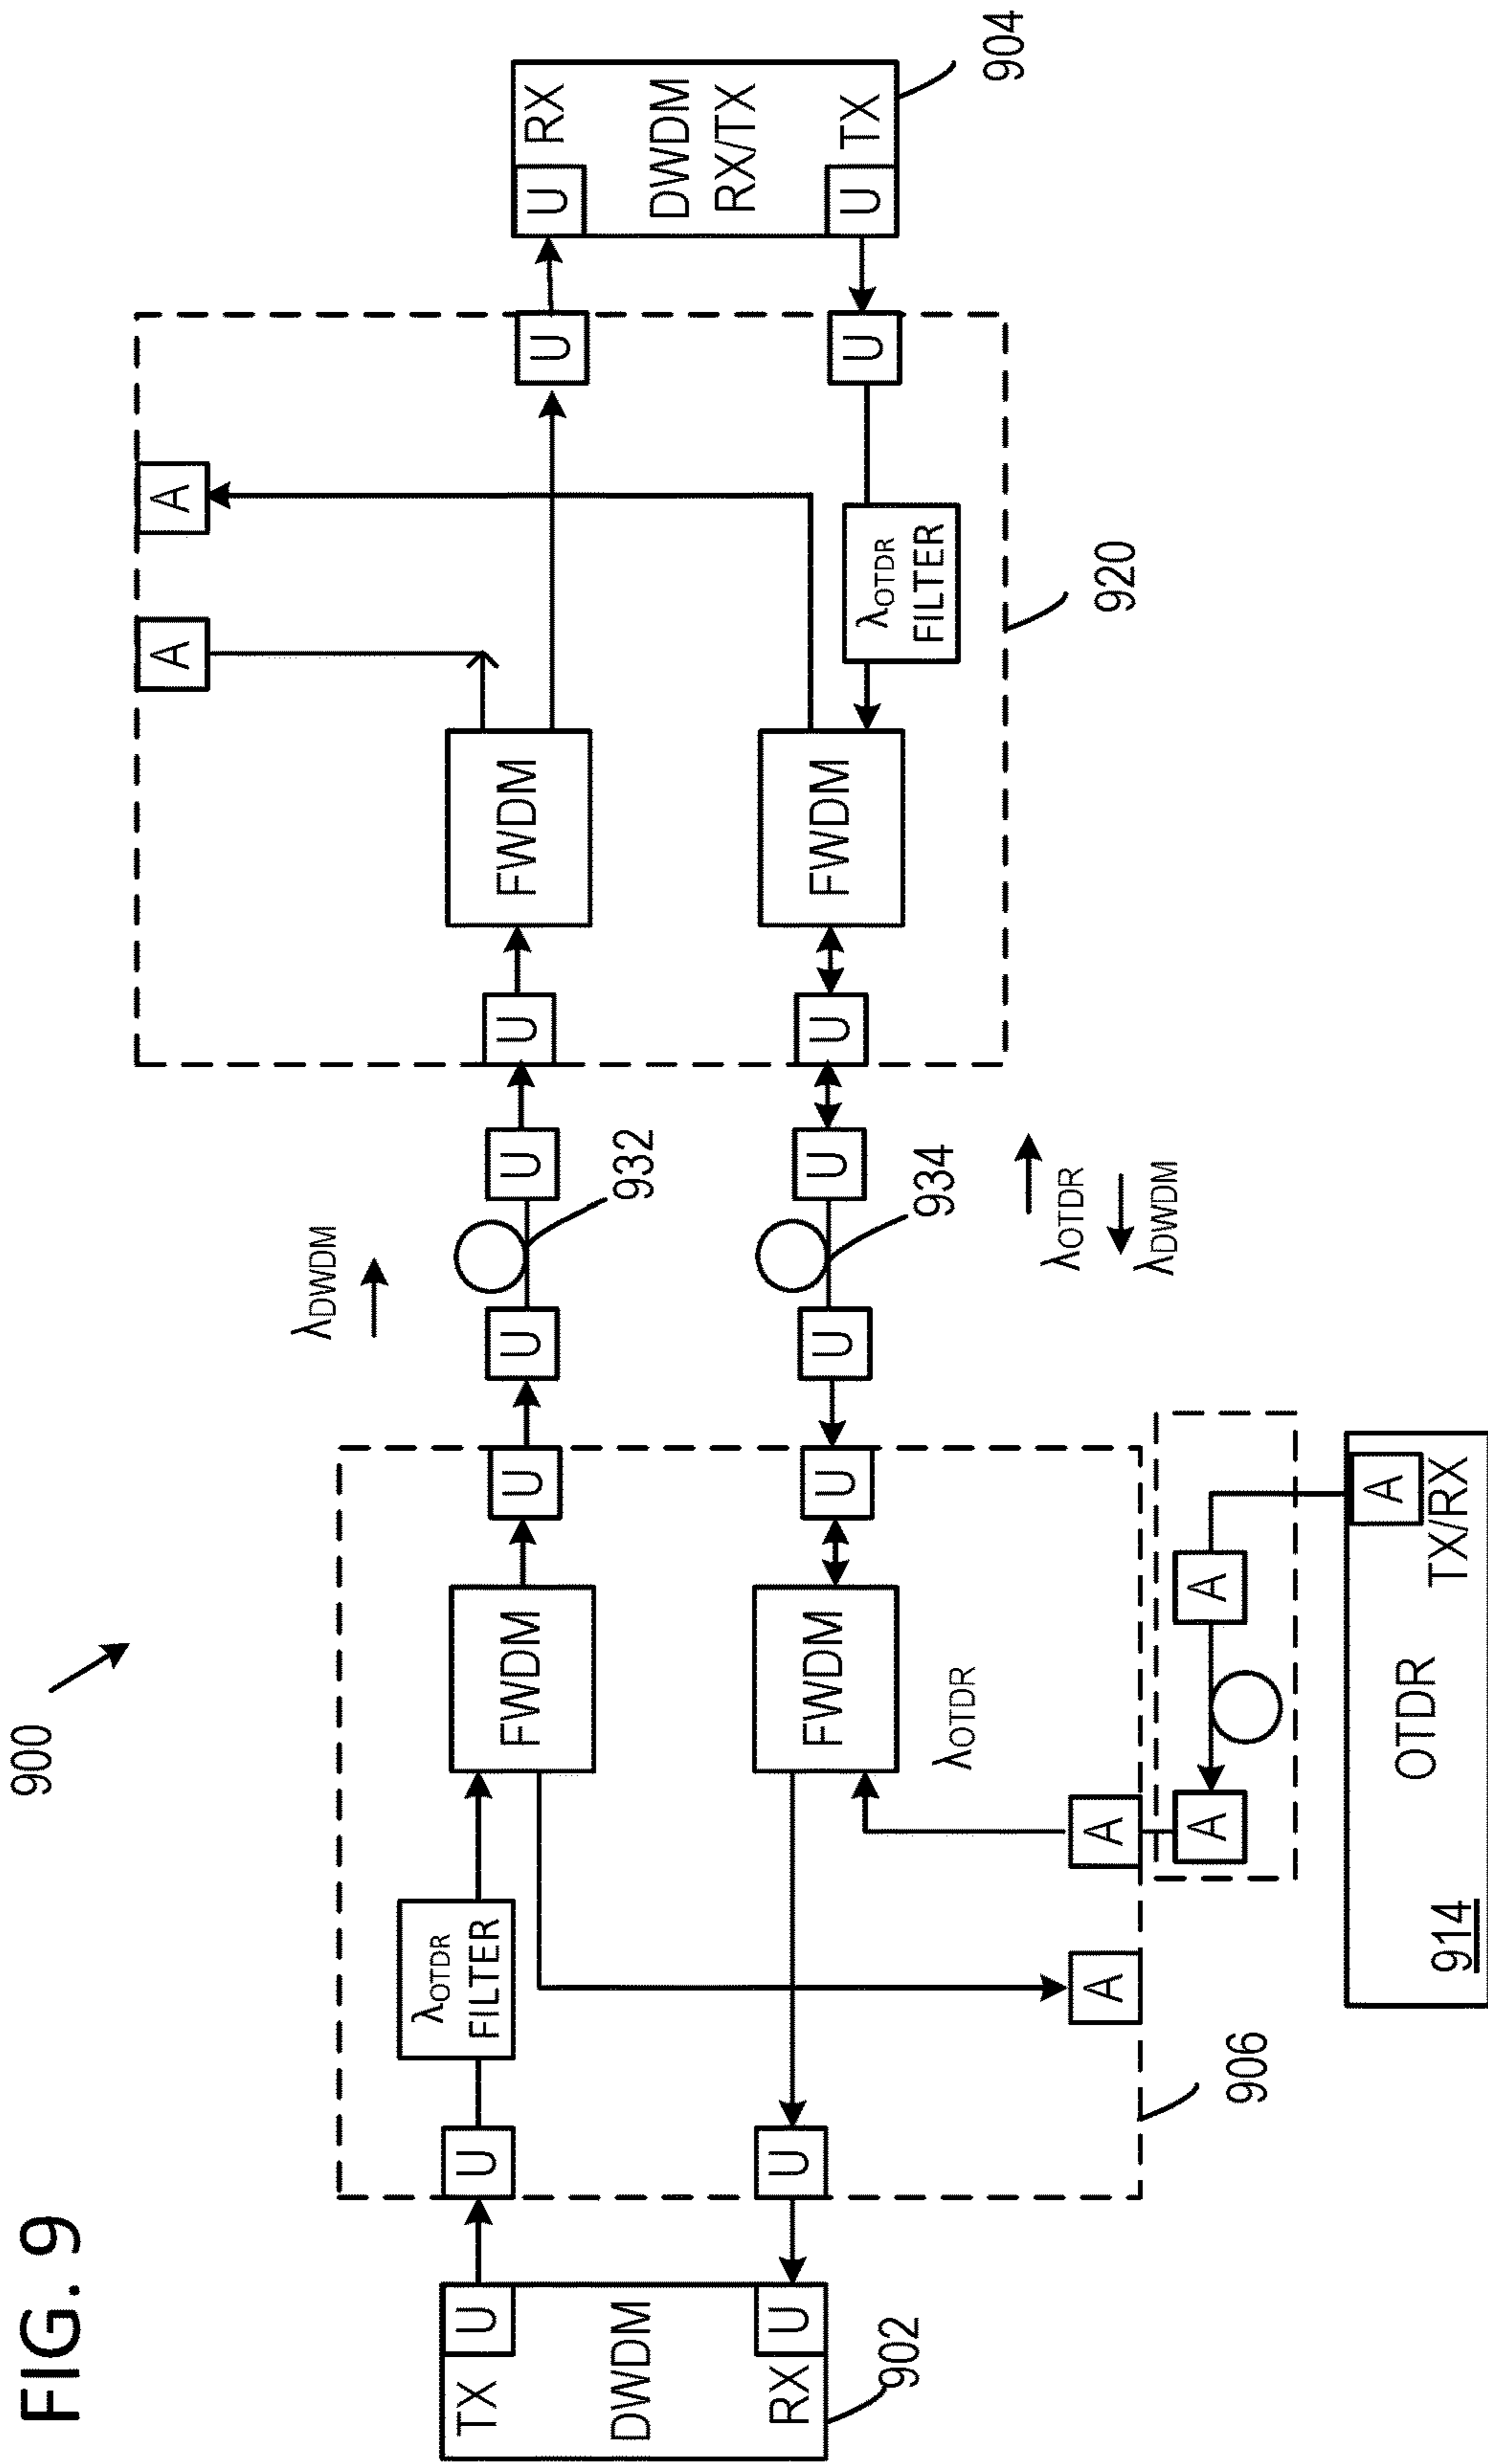 FIG. 9
900
TX
U
DWDM
RX
U
902
U
λOTDR
FILTER
FWDM
U
U
FWDM
U
λOTDR
A
A
906
A
A
A
TX/RX
OTDR
914
λDWDM
U
U
932
U
U
934
λOTDR
λDWDM
U
FWDM
A
A
U
U
FWDM
λOTDR
FILTER
U
920
U
RX
DWDM
RX/TX
U
TX
904